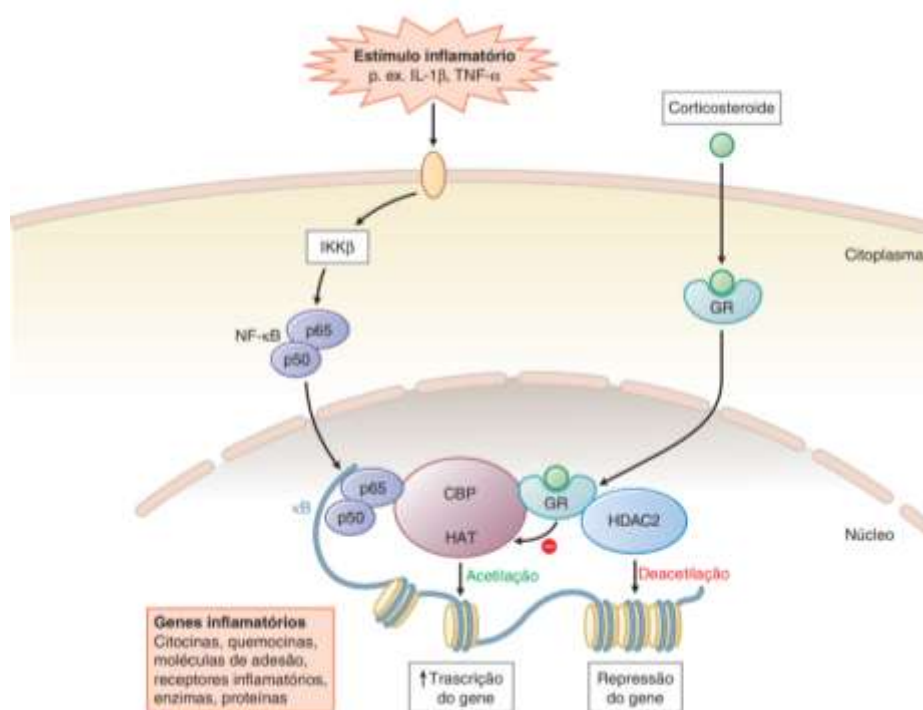 Estímulo inflamatório
p. ex. IL-1β, TNF-α
Corticosteroide
IKKβ
Citoplasma
GR
NF-κB
p65
p50
κB
p65
p50
CBP
HAT
GR
HDAC2
Núcleo
Acetilação
Deacetilação
Genes inflamatórios
Citocinas, quemocinas,
moléculas de adesão,
receptores inflamatórios,
enzimas, proteínas
↑Trascrição
do gene
Repressão
do gene